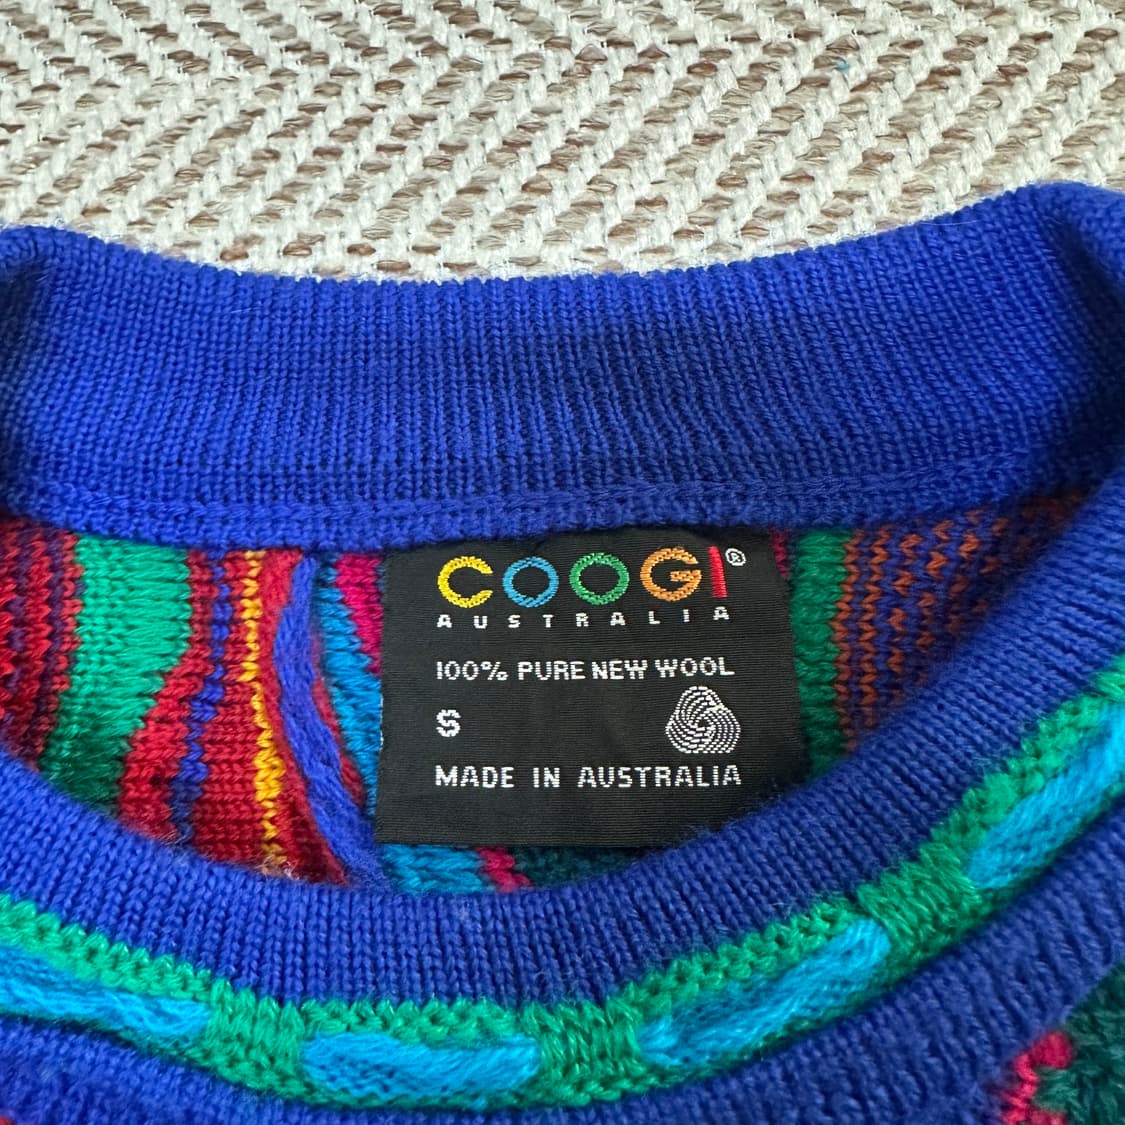 COOGI®
AUSTRALIA
100% PURE NEW WOOL
S
MADE IN AUSTRALIA